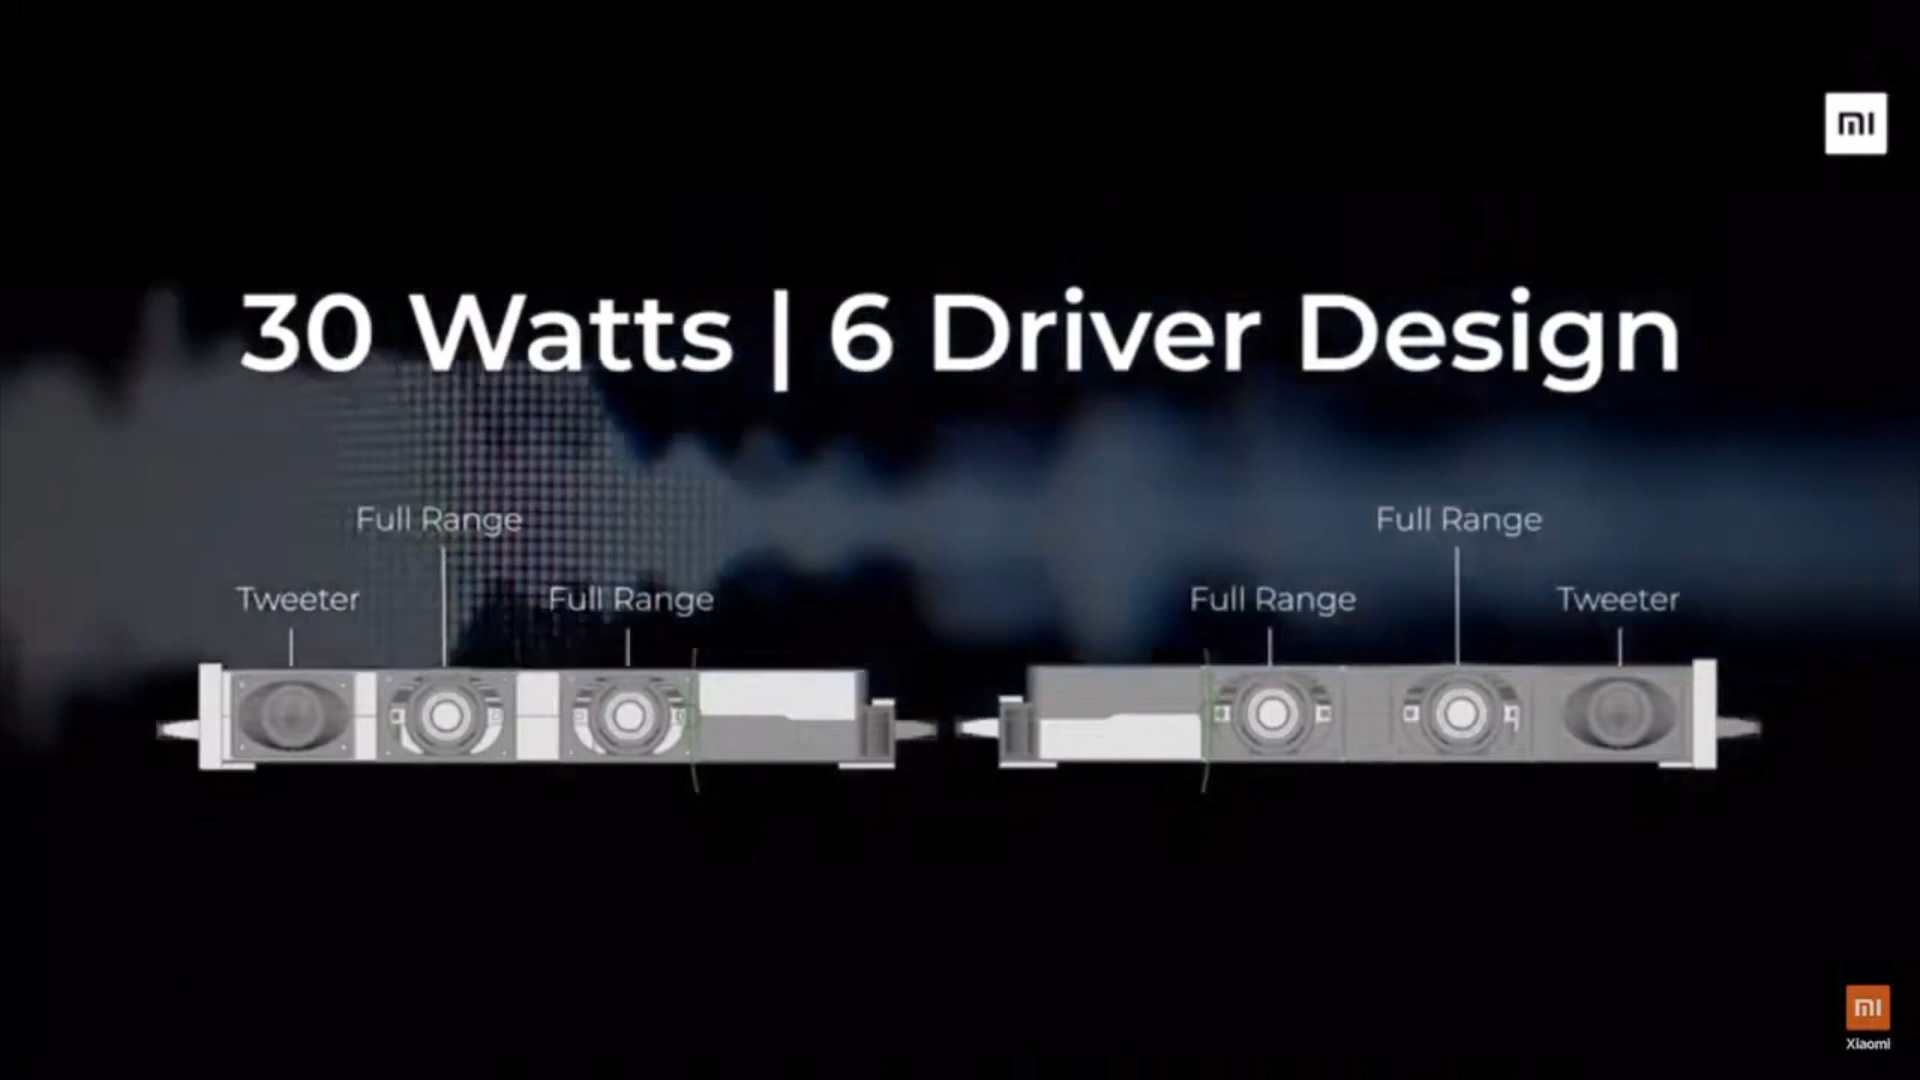 mi
30 Watts | 6 Driver Design
Full Range
Full Range
Tweeter
Full Range
Full Range
Tweeter
mi
Xiaomi